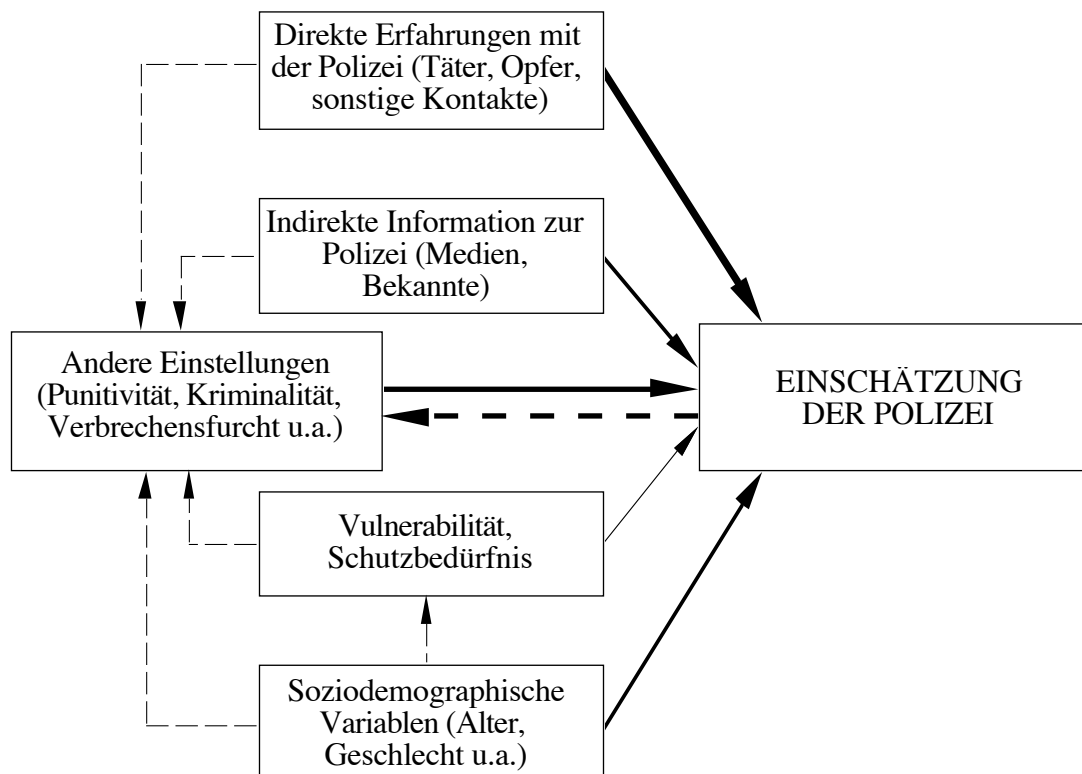 Direkte Erfahrungen mit
der Polizei (Täter, Opfer,
sonstige Kontakte)
Indirekte Information zur
Polizei (Medien,
Bekannte)
Andere Einstellungen
(Punitivität, Kriminalität,
Verbrechensfurcht u.a.)
EINSCHÄTZUNG
DER POLIZEI
Vulnerabilität,
Schutzbedürfnis
Soziodemographische
Variablen (Alter,
Geschlecht u.a.)